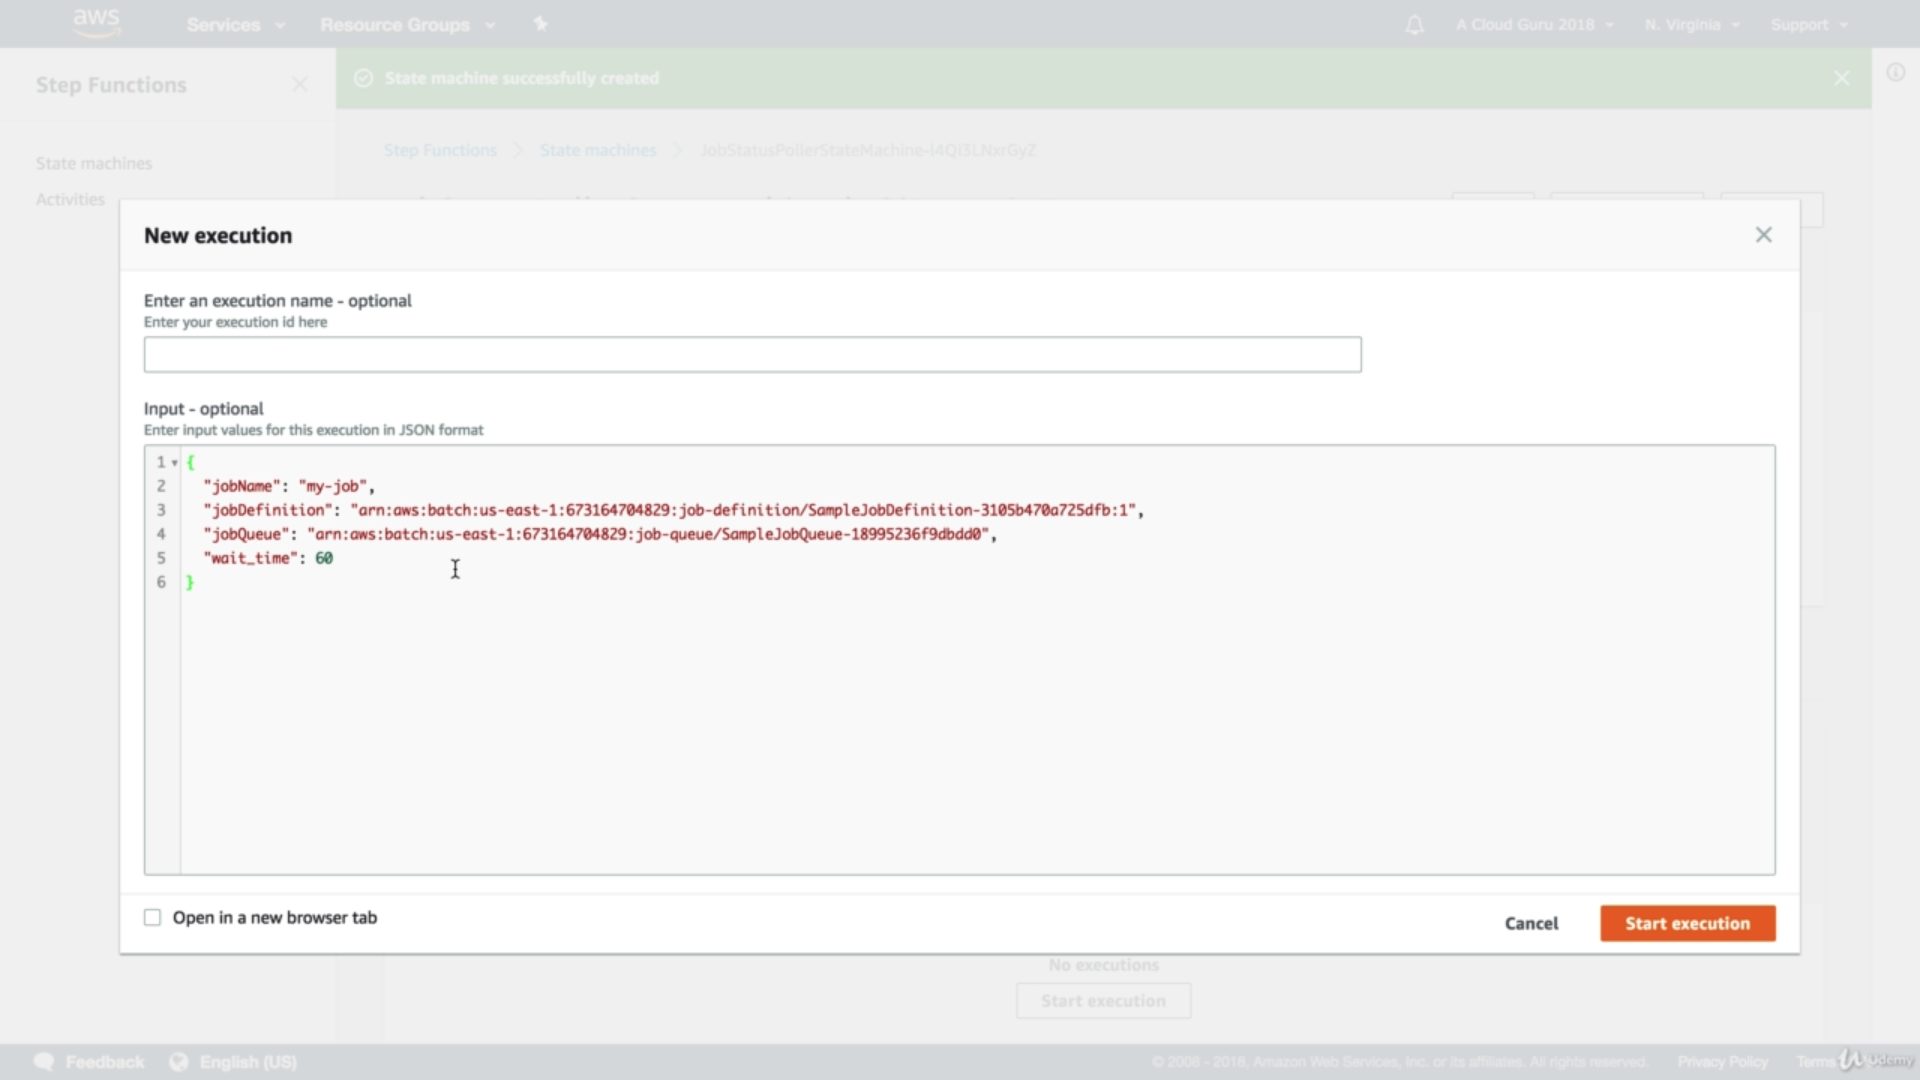 aws Services Resource Groups A Cloud Guru 2018 N. Virginia Support
Step Functions
State machine successfully created
Step Functions State machines JobStatusPollerStateMachine-I4Qi3LNxrGyZ
State machines
Activities
New execution
Enter an execution name - optional
Enter your execution id here
Input - optional
Enter input values for this execution in JSON format
1 {
2 "jobName": "my-job",
3 "jobDefinition": "arn:aws:batch:us-east-1:673164704829:job-definition/SampleJobDefinition-3105b470a725dfb:1",
4 "jobQueue": "arn:aws:batch:us-east-1:673164704829:job-queue/SampleJobQueue-18995236f9dbdd0",
5 "wait_time": 60
6 }
Open in a new browser tab
Cancel Start execution
No executions
Start execution
Feedback English (US) © 2008 - 2018, Amazon Web Services, Inc. or its affiliates. All rights reserved. Privacy Policy Terms Udemy